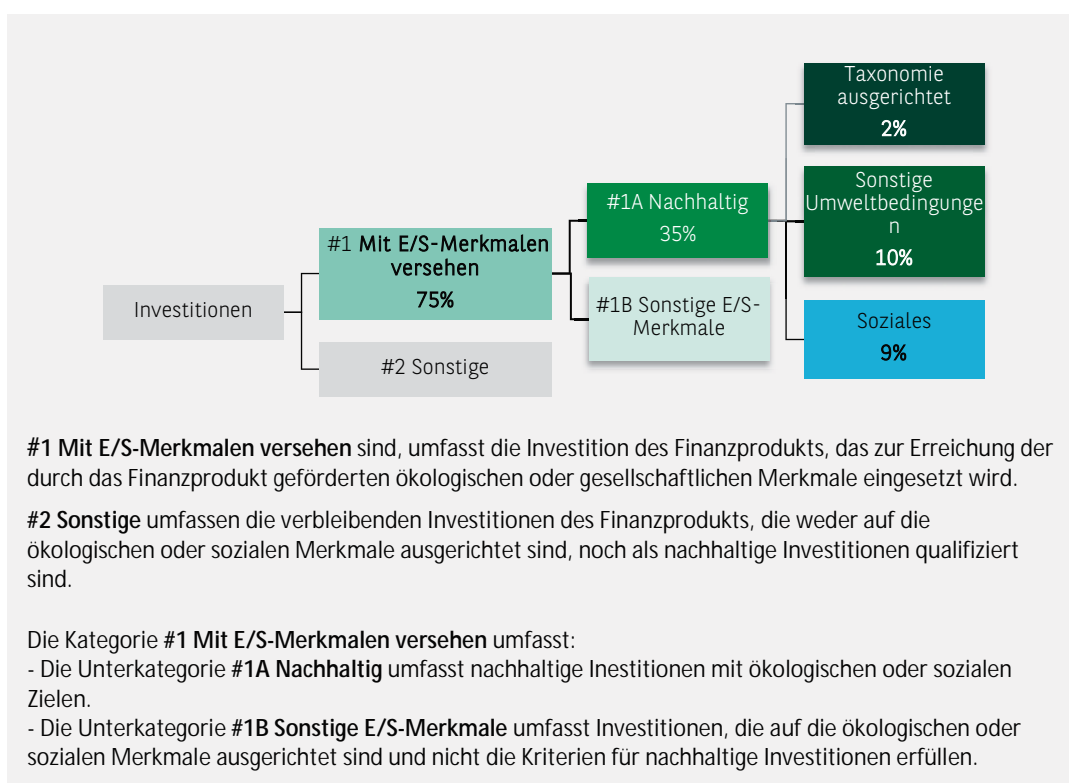 Taxonomie
ausgerichtet
2%
Sonstige
Umweltbedingunge
n
10%
Soziales
9%
#1A Nachhaltig
35%
#1B Sonstige E/S-
Merkmale
#1 Mit E/S-Merkmalen
versehen
75%
#2 Sonstige
Investitionen
#1 Mit E/S-Merkmalen versehen sind, umfasst die Investition des Finanzprodukts, das zur Erreichung der
durch das Finanzprodukt geförderten ökologischen oder gesellschaftlichen Merkmale eingesetzt wird.
#2 Sonstige umfassen die verbleibenden Investitionen des Finanzprodukts, die weder auf die
ökologischen oder sozialen Merkmale ausgerichtet sind, noch als nachhaltige Investitionen qualifiziert
sind.
Die Kategorie #1 Mit E/S-Merkmalen versehen umfasst:
- Die Unterkategorie #1A Nachhaltig umfasst nachhaltige Inestitionen mit ökologischen oder sozialen
Zielen.
- Die Unterkategorie #1B Sonstige E/S-Merkmale umfasst Investitionen, die auf die ökologischen oder
sozialen Merkmale ausgerichtet sind und nicht die Kriterien für nachhaltige Investitionen erfüllen.